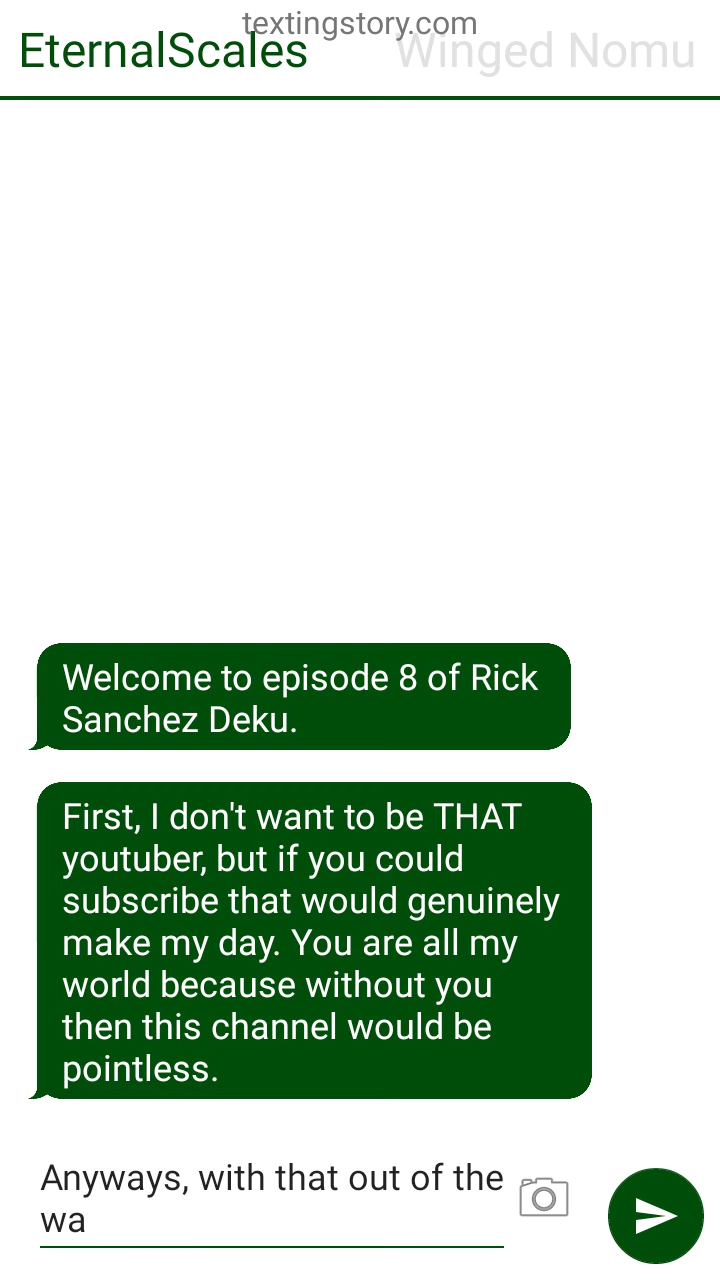 textingstory.com
EternalScales Winged Nomu
Welcome to episode 8 of Rick
Sanchez Deku.
First, I don't want to be THAT
youtuber, but if you could
subscribe that would genuinely
make my day. You are all my
world because without you
then this channel would be
pointless.
Anyways, with that out of the
wa